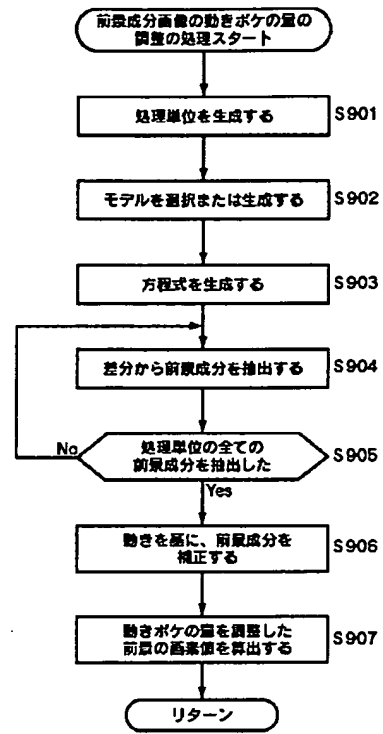 前景成分画像の動きボケの量の
調整の処理スタート
処理単位を生成する
S901
モデルを選択または生成する
S902
方程式を生成する
S903
差分から前景成分を抽出する
S904
処理単位の全ての
前景成分を抽出した
S905
No
Yes
動きを基に、前景成分を
補正する
S906
動きボケの量を調整した
前景の画素値を算出する
S907
リターン